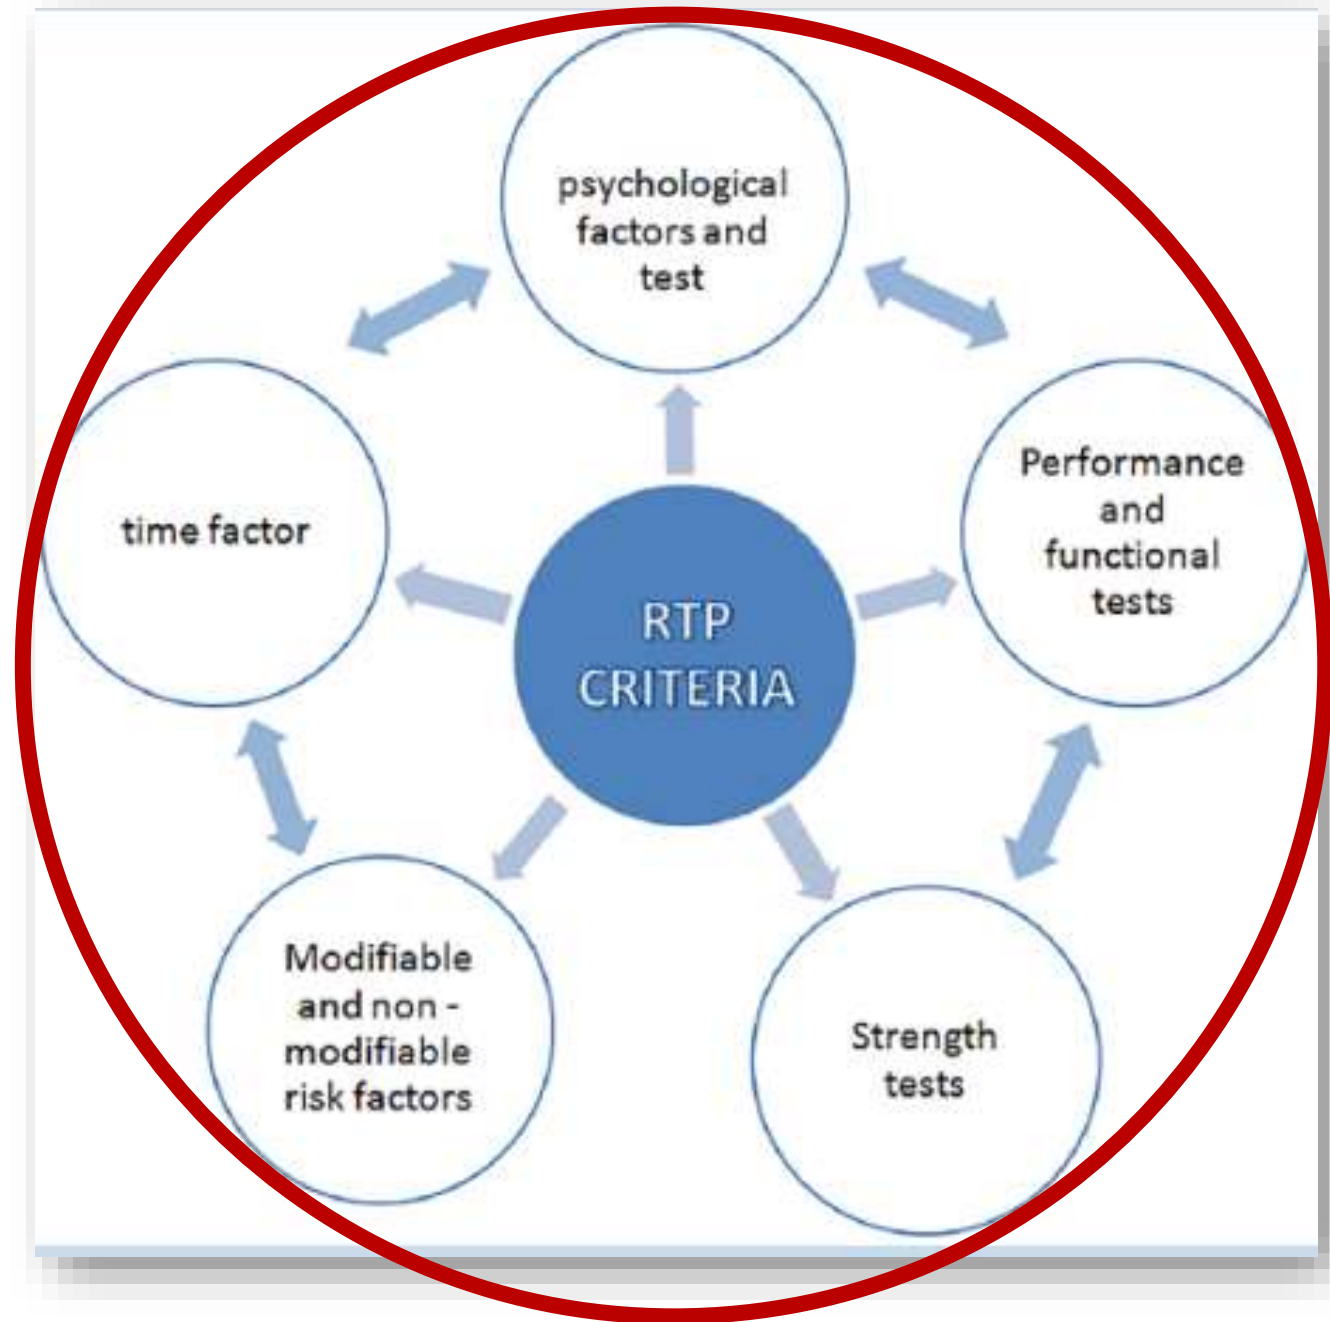 psychological
factors and
test
time factor
Performance
and
functional
tests
RTP
CRITERIA
Modifiable
and non -
modifiable
risk factors
Strength
tests